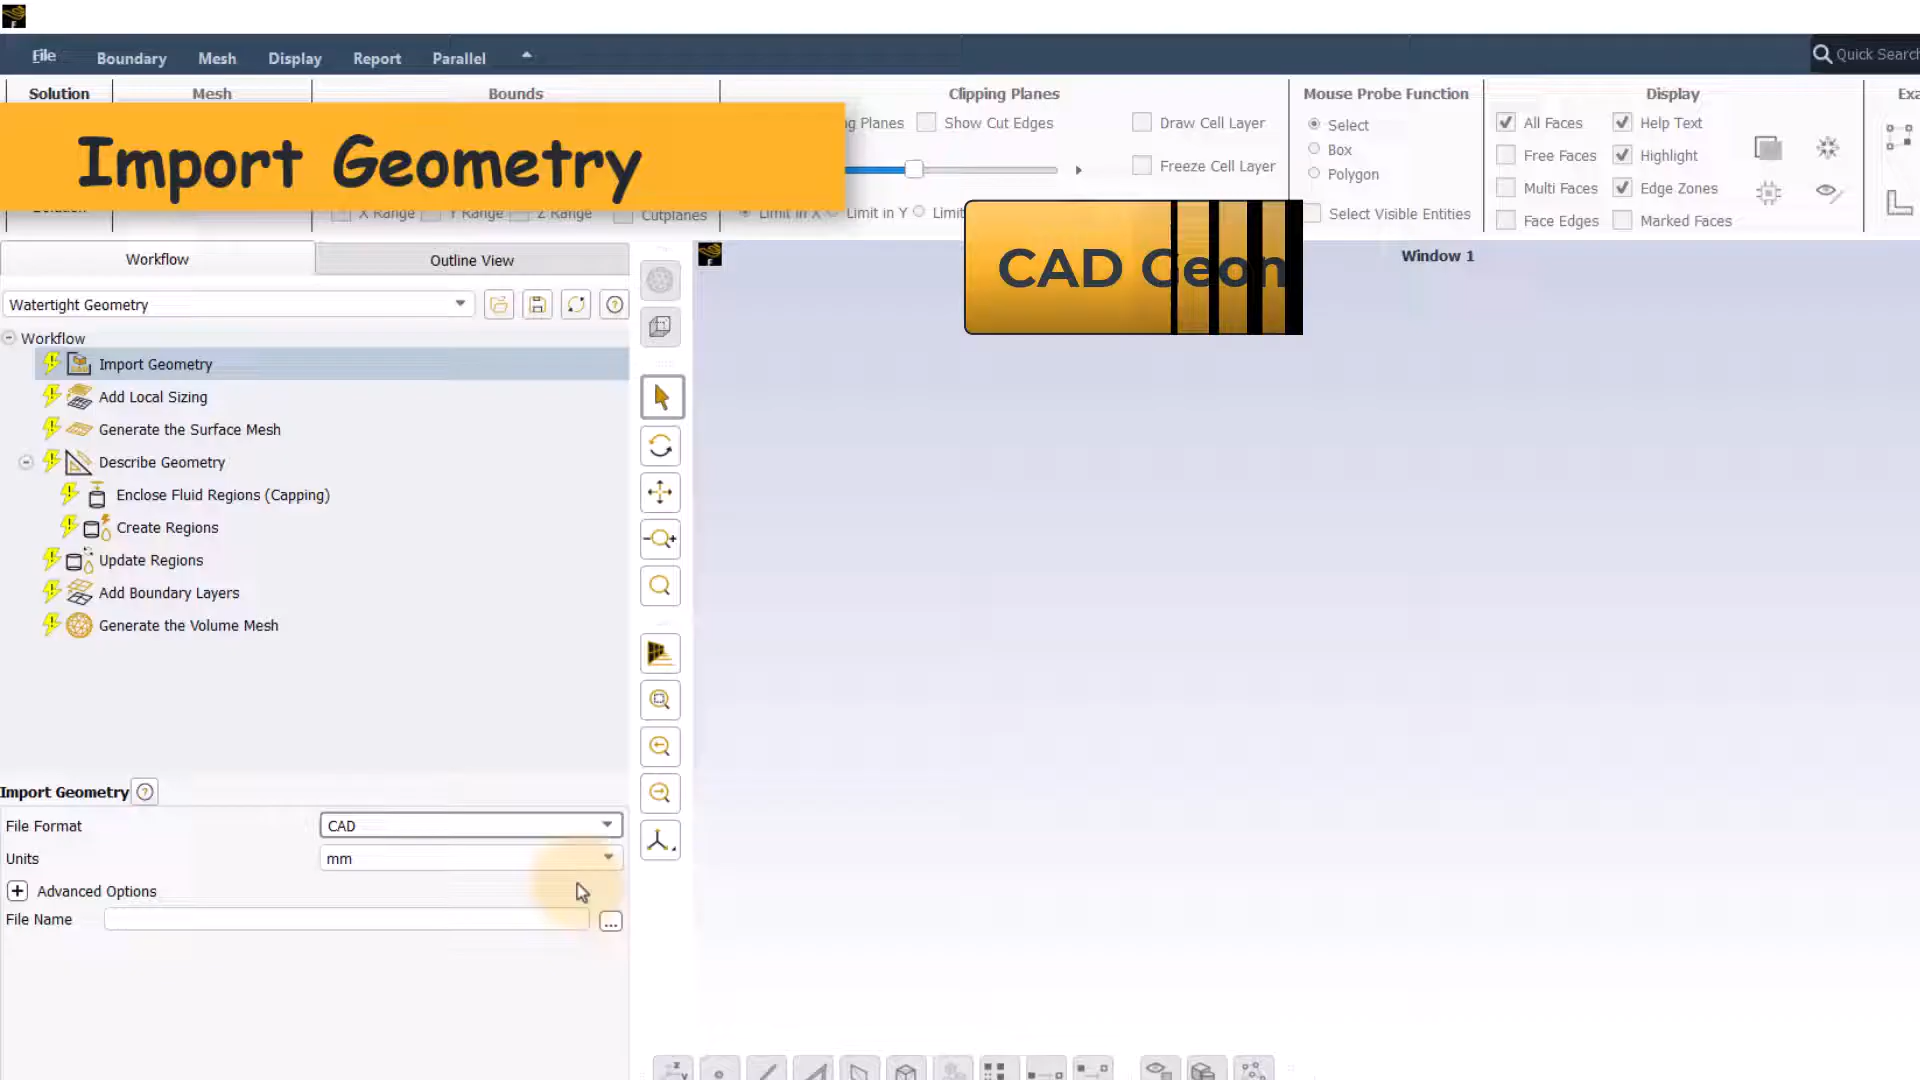 File
Boundary
Mesh
Display
Report
Parallel
Quick Search
Solution
Mesh
Bounds
Clipping Planes
Mouse Probe Function
Display
Import Geometry
Planes
Show Cut Edges
Draw Cell Layer
Freeze Cell Layer
Select
Box
Polygon
Select Visible Entities
All Faces
Free Faces
Multi Faces
Face Edges
Help Text
Highlight
Edge Zones
Marked Faces
X Range
Y Range
Z Range
Cutplanes
Limit in X
Limit in Y
Limit
CAD Geom
Window 1
Workflow
Outline View
Watertight Geometry
Workflow
Import Geometry
Add Local Sizing
Generate the Surface Mesh
Describe Geometry
Enclose Fluid Regions (Capping)
Create Regions
Update Regions
Add Boundary Layers
Generate the Volume Mesh
Import Geometry
File Format
CAD
Units
mm
Advanced Options
File Name
...